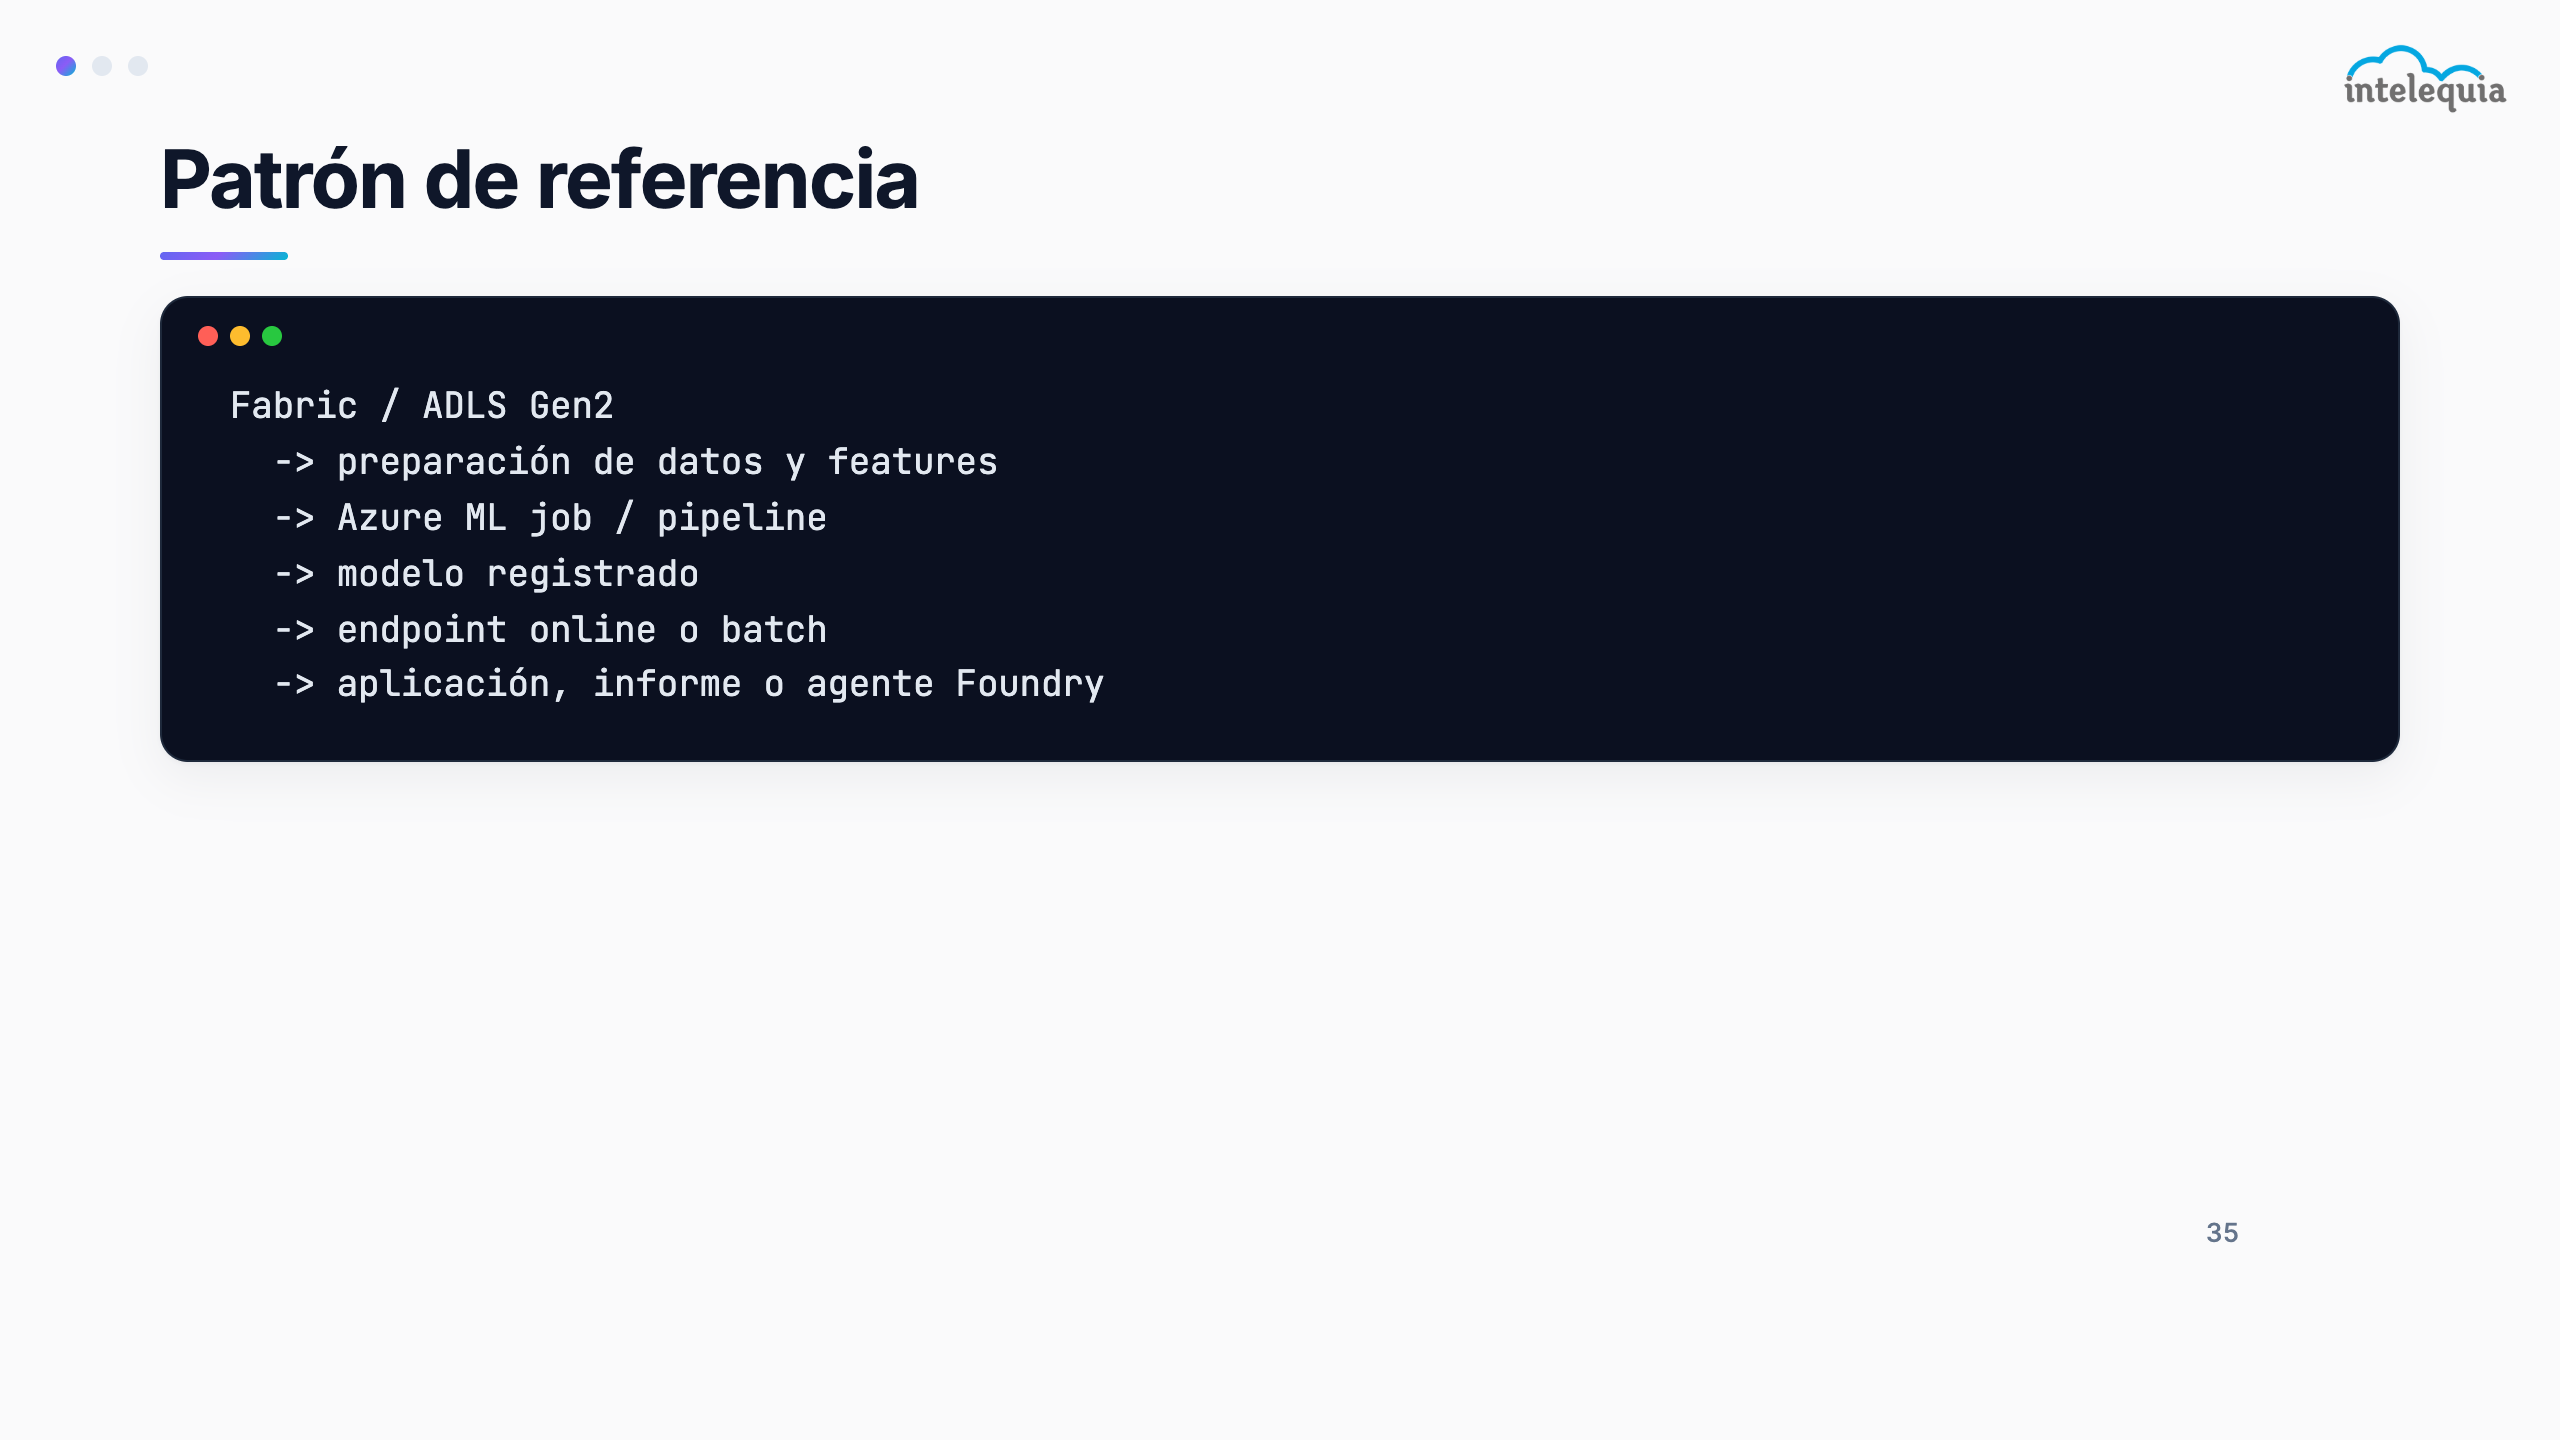 intelequia
Patrón de referencia
Fabric / ADLS Gen2
-> preparación de datos y features
-> Azure ML job / pipeline
-> modelo registrado
-> endpoint online o batch
-> aplicación, informe o agente Foundry
35